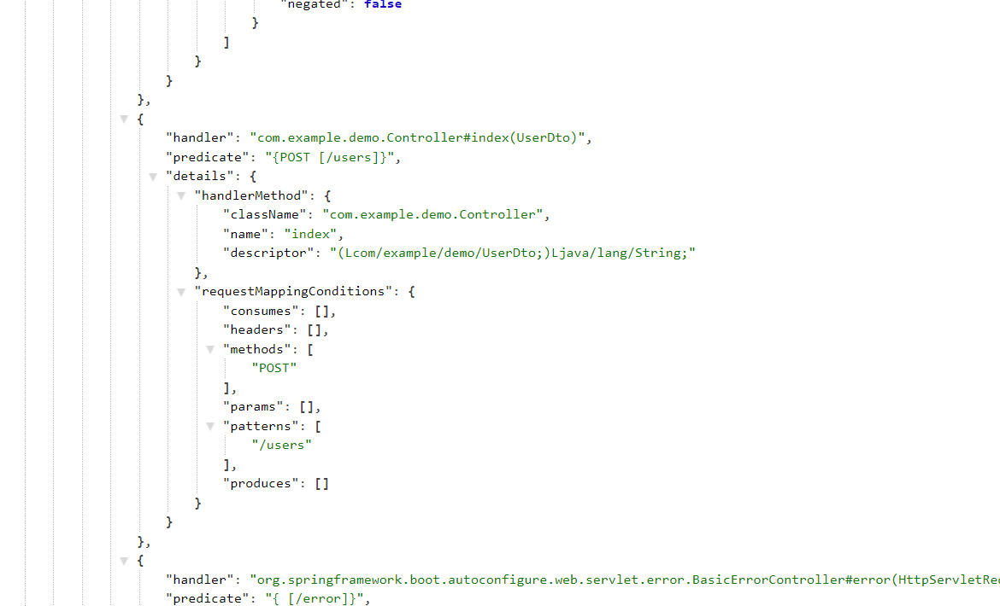 "negated": false
}
]
}
}
},
{
"handler": "com.example.demo.Controller#index(UserDto)",
"predicate": "{POST [/users]}",
"details": {
"handlerMethod": {
"className": "com.example.demo.Controller",
"name": "index",
"descriptor": "(Lcom/example/demo/UserDto;)Ljava/lang/String;"
},
"requestMappingConditions": {
"consumes": [],
"headers": [],
"methods": [
"POST"
],
"params": [],
"patterns": [
"/users"
],
"produces": []
}
}
},
{
"handler": "org.springframework.boot.autoconfigure.web.servlet.error.BasicErrorController#error(HttpServletRe
"predicate": "{ [/error]}",